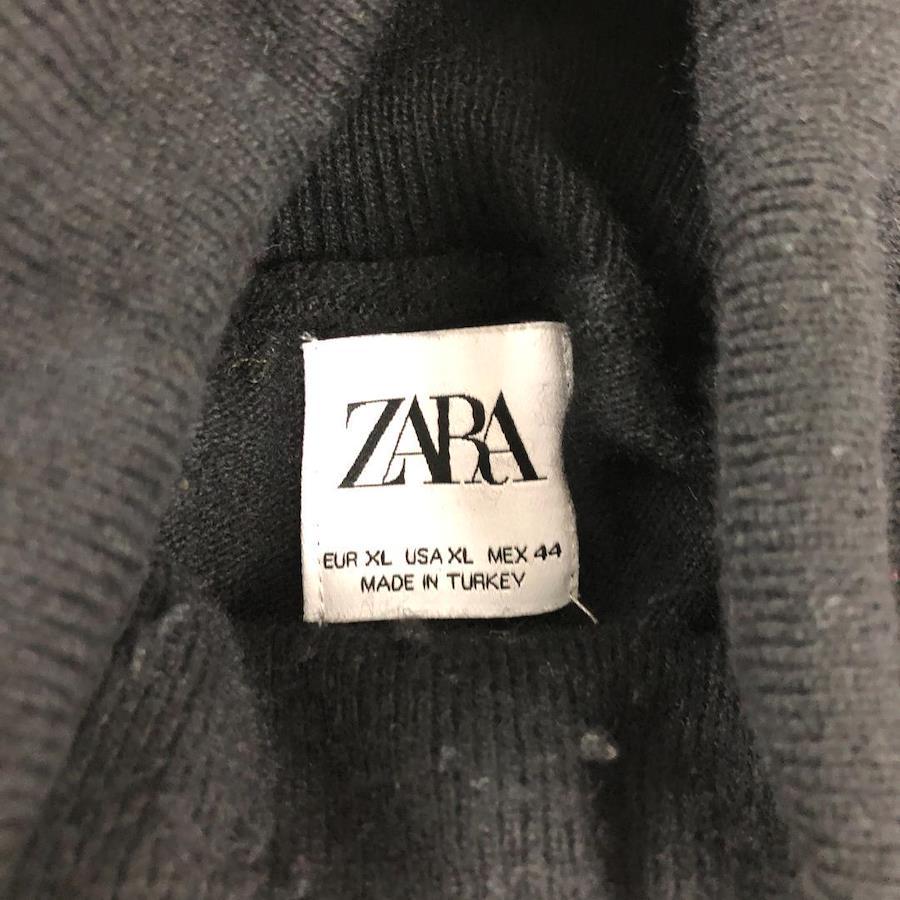 ZARA
EUR XL USA XL MEX 44
MADE IN TURKEY